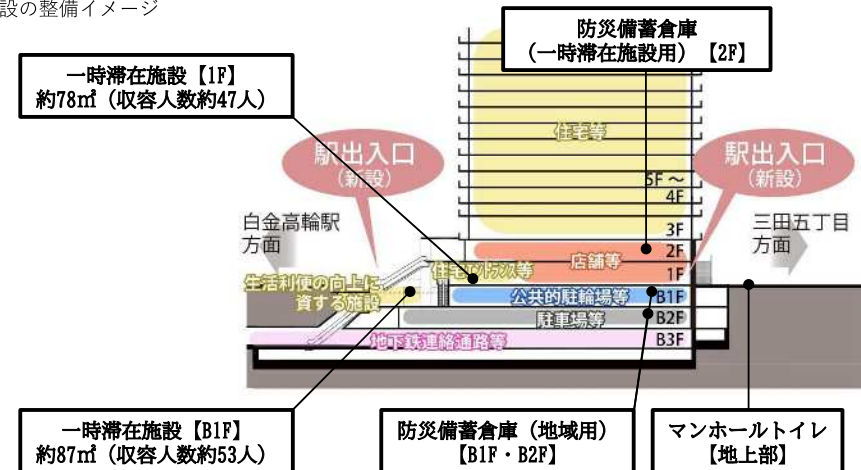 設の整備イメージ
防災備蓄倉庫
（一時滞在施設用）【2F】
一時滞在施設【1F】
約78㎡（収容人数約47人）
住宅等
駅出入口
（新設）
駅出入口
（新設）
5F ～
4F
3F
白金高輪駅
方面
三田五丁目
方面
2F
店舗等
住宅エントランス等
1F
生活利便の向上に
資する施設
公共的駐輪場等
B1F
駐車場等
B2F
地下鉄連絡通路等
B3F
一時滞在施設【B1F】
約87㎡（収容人数約53人）
防災備蓄倉庫（地域用）
【B1F・B2F】
マンホールトイレ
【地上部】